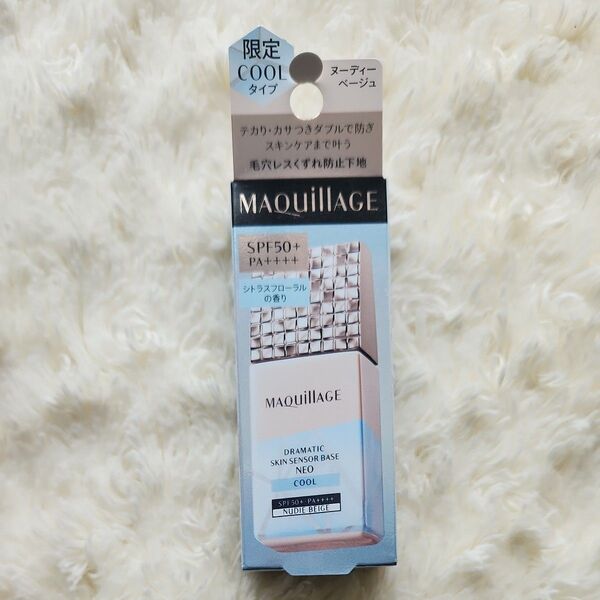 限定
COOL
タイプ
ヌーディー
ベージュ
テカリ・カサつきダブルで防ぎ
スキンケアまで叶う
毛穴レスくずれ防止下地
MAQuillAGE
SPF50+
PA++++
シトラスフローラル
の香り
MAQuillAGE
DRAMATIC
SKIN SENSOR BASE
NEO
COOL
SPF50+・PA++++
NUDIE BEIGE